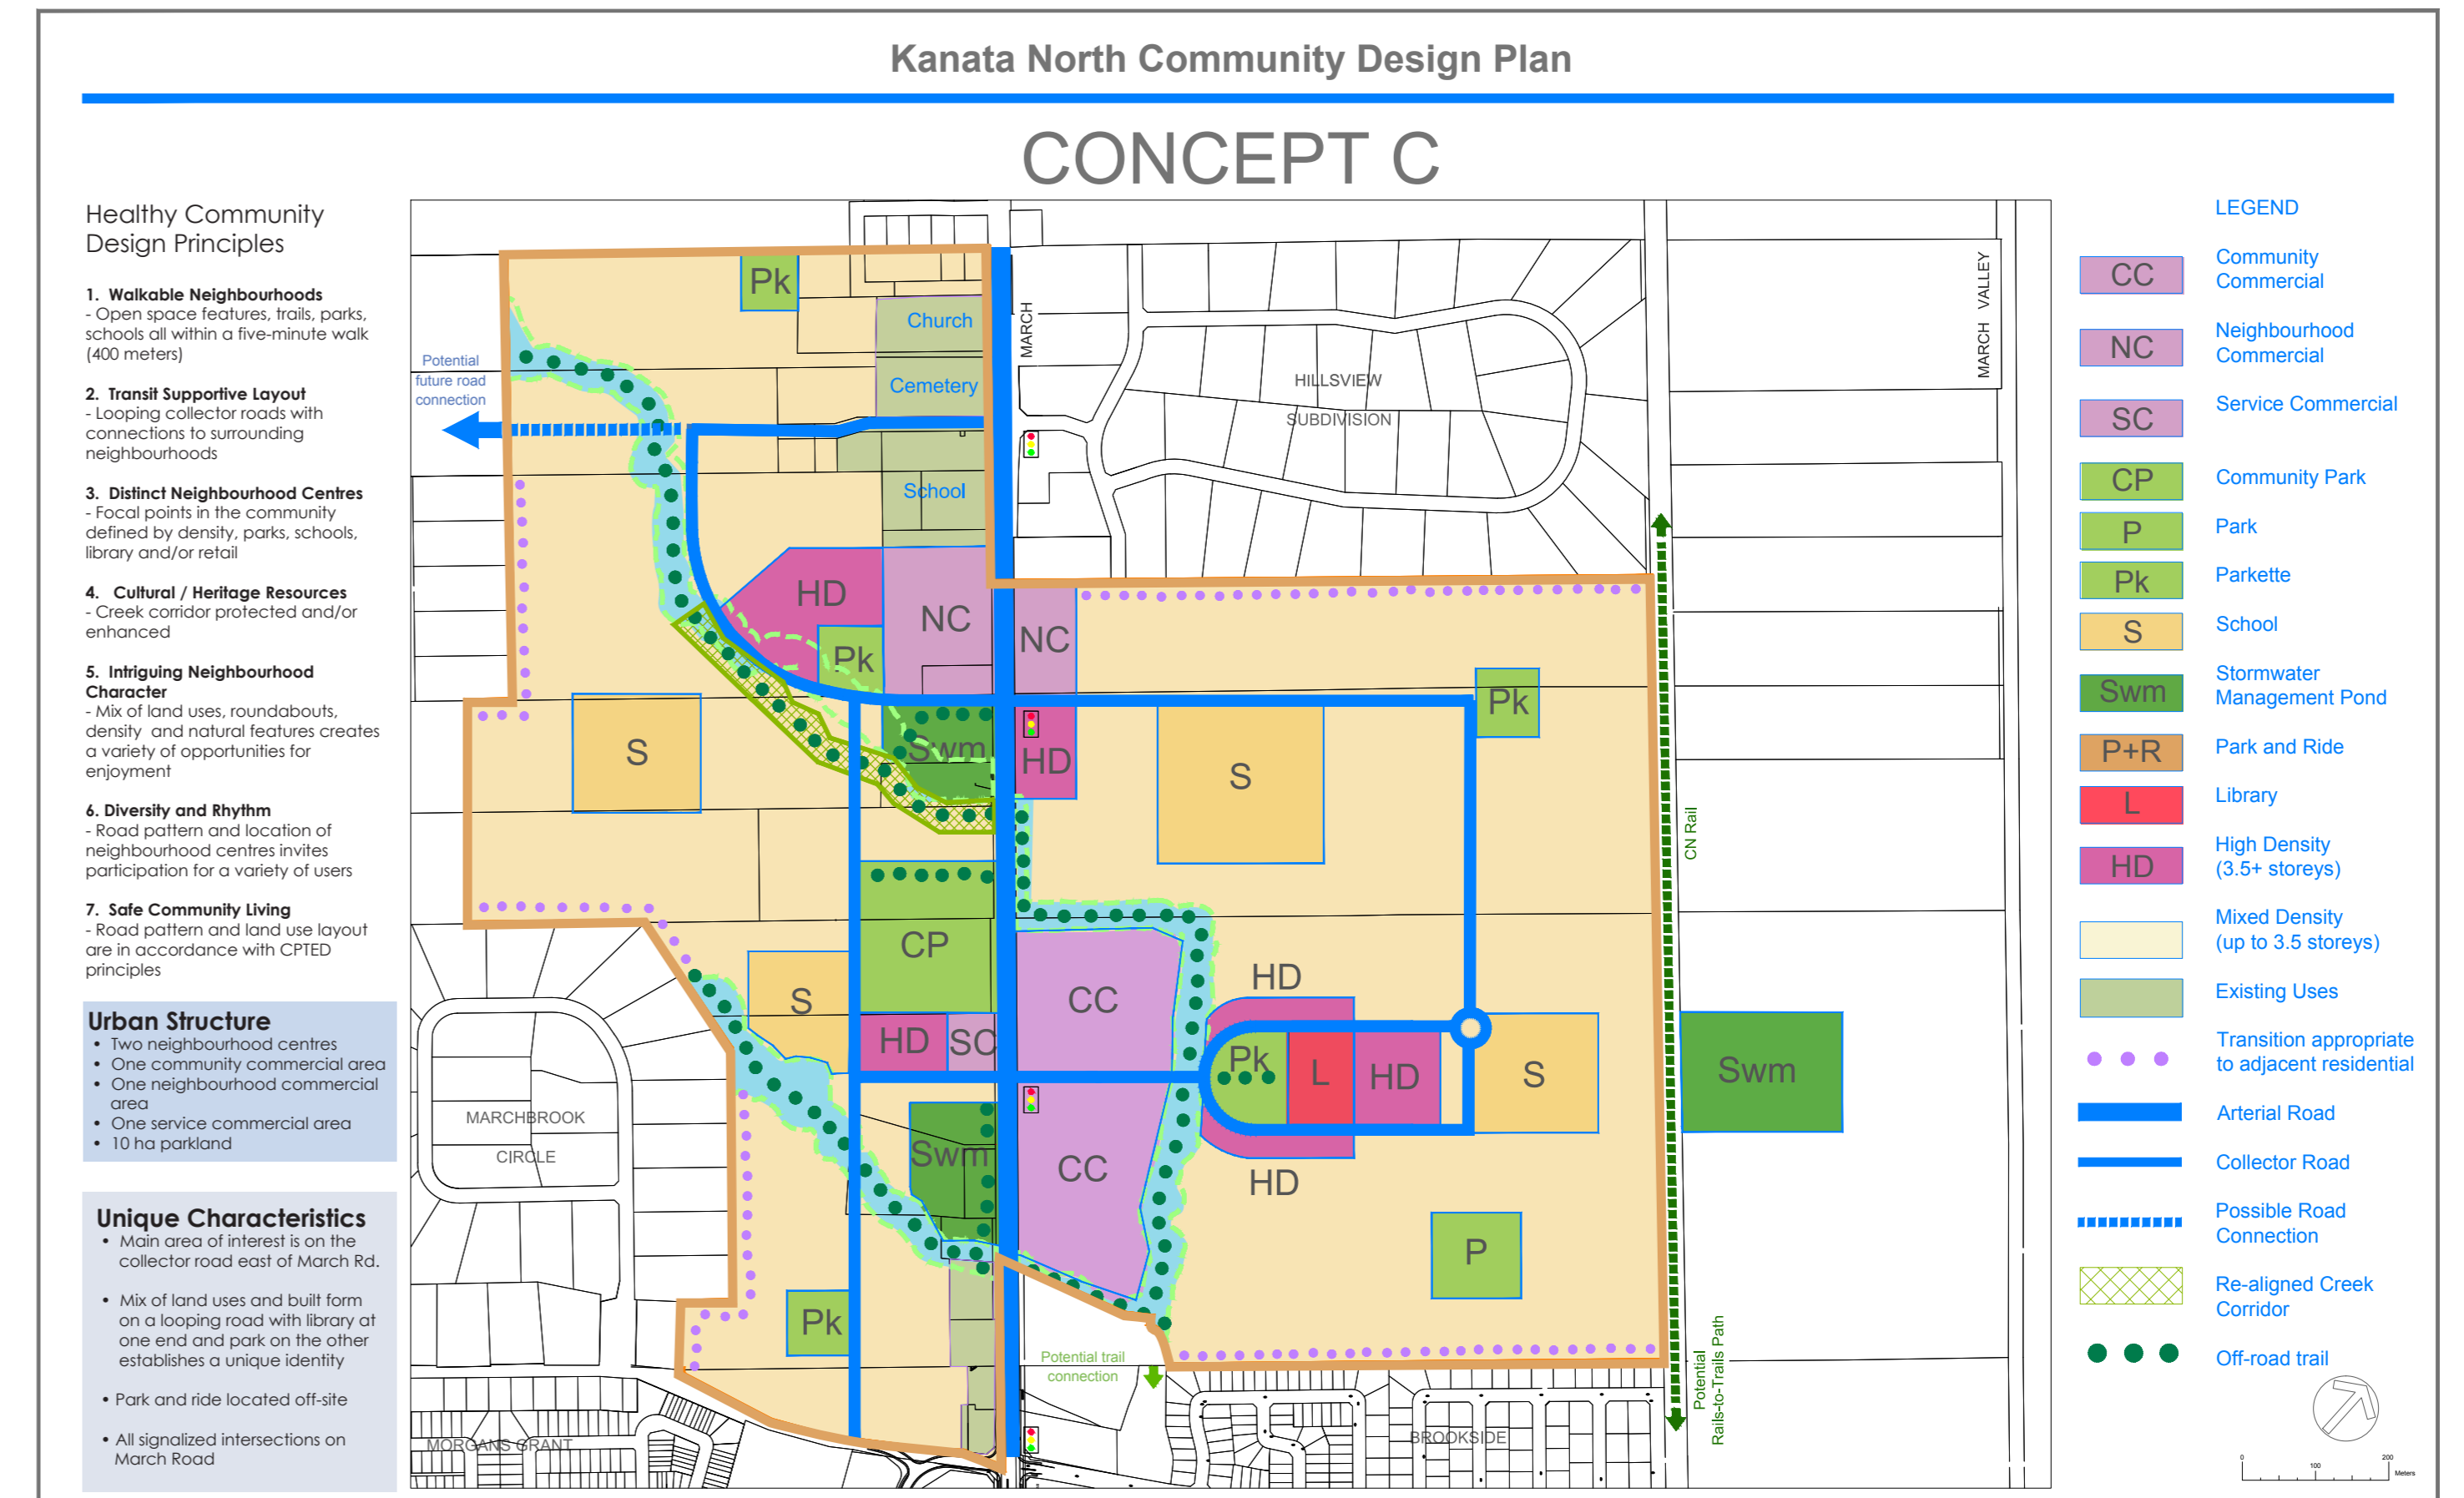 Kanata North Community Design Plan
CONCEPT C
Healthy Community
Design Principles
1. Walkable Neighbourhoods
- Open space features, trails, parks,
schools all within a five-minute walk
(400 meters)
2. Transit Supportive Layout
- Looping collector roads with
connections to surrounding
neighbourhoods
3. Distinct Neighbourhood Centres
- Focal points in the community
defined by density, parks, schools,
library and/or retail
4. Cultural / Heritage Resources
- Creek corridor protected and/or
enhanced
5. Intriguing Neighbourhood
Character
- Mix of land uses, roundabouts,
density and natural features creates
a variety of opportunities for
enjoyment
6. Diversity and Rhythm
- Road pattern and location of
neighbourhood centres invites
participation for a variety of users
7. Safe Community Living
- Road pattern and land use layout
are in accordance with CPTED
principles
Urban Structure
• Two neighbourhood centres
• One community commercial area
• One neighbourhood commercial
area
• One service commercial area
• 10 ha parkland
Unique Characteristics
• Main area of interest is on the
collector road east of March Rd.
• Mix of land uses and built form
on a looping road with library at
one end and park on the other
establishes a unique identity
• Park and ride located off-site
• All signalized intersections on
March Road
Potential
future road
connection
Pk
Church
Cemetery
School
MARCH
HILLSVIEW
SUBDIVISION
MARCH VALLEY
HD
NC
NC
Pk
Pk
S
Swm
HD
S
CN Rail
CP
S
CC
HD
HD
SC
Pk
L
HD
S
Swm
MARCHBROOK
CIRCLE
Swm
CC
HD
P
Pk
Potential trail
connection
Potential
Rails-to-Trails Path
MORGANS GRANT
BROOKSIDE
LEGEND
CC
Community
Commercial
NC
Neighbourhood
Commercial
SC
Service Commercial
CP
Community Park
P
Park
Pk
Parkette
S
School
Swm
Stormwater
Management Pond
P+R
Park and Ride
L
Library
HD
High Density
(3.5+ storeys)
Mixed Density
(up to 3.5 storeys)
Existing Uses
Transition appropriate
to adjacent residential
Arterial Road
Collector Road
Possible Road
Connection
Re-aligned Creek
Corridor
Off-road trail
0 100 200
Meters